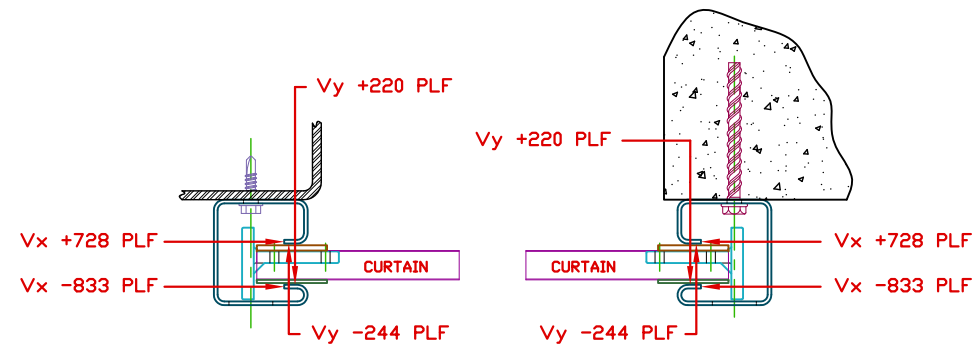 Vy +220 PLF
Vy +220 PLF
Vx +728 PLF
Vx +728 PLF
CURTAIN
CURTAIN
Vx -833 PLF
Vx -833 PLF
Vy -244 PLF
Vy -244 PLF